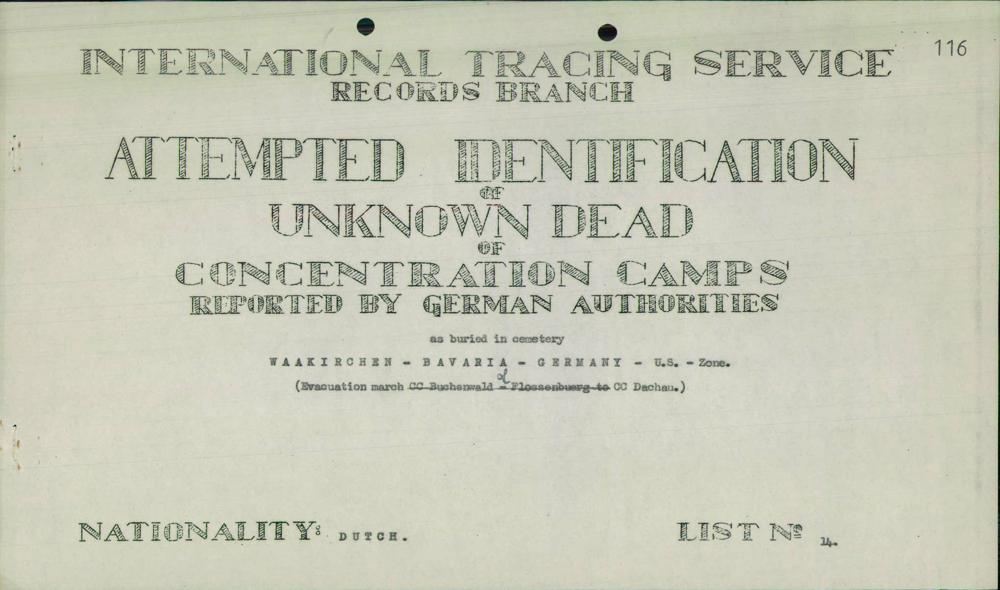 116
INTERNATIONAL TRACING SERVICE
RECORDS BRANCH
ATTEMPTED IDENTIFICATION
OF
UNKNOWN DEAD
OF
CONCENTRATION CAMPS
REPORTED BY GERMAN AUTHORITIES
as buried in cemetery
WAAKIRCHEN - BAVARIA - GERMANY - U.S. - Zone.
(Evacuation march CC Buchenwald - Flossenbuerg to CC Dachau.)
NATIONALITY: DUTCH. LIST No 14.